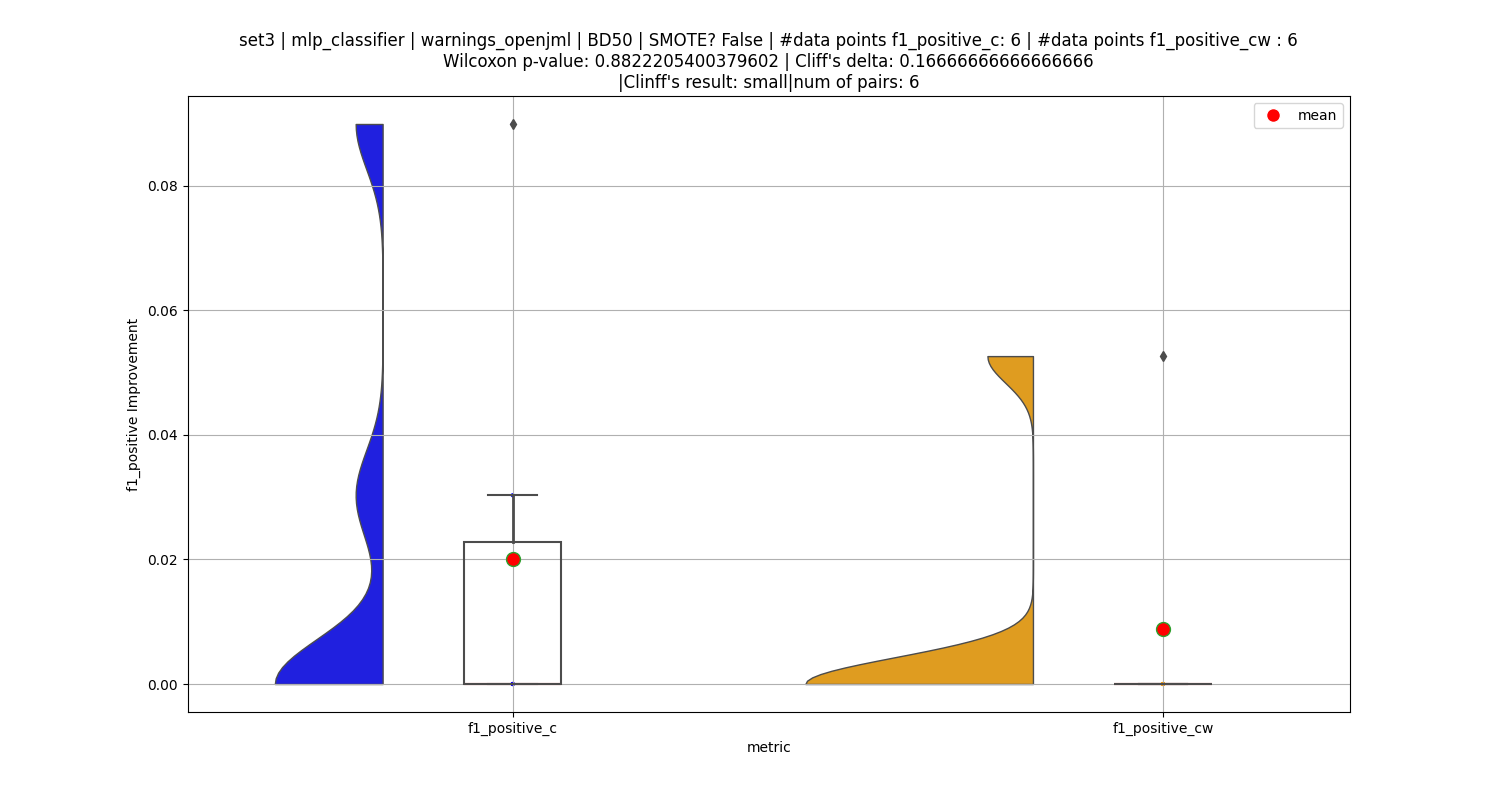 set3 | mlp_classifier | warnings_openjml | BD50 | SMOTE? False | #data points f1_positive_c: 6 | #data points f1_positive_cw : 6
Wilcoxon p-value: 0.8822205400379602 | Cliff's delta: 0.16666666666666666
|Clinff's result: small|num of pairs: 6
mean
0.08
0.06
0.04
0.02
0.00
f1_positive Improvement
f1_positive_c
f1_positive_cw
metric